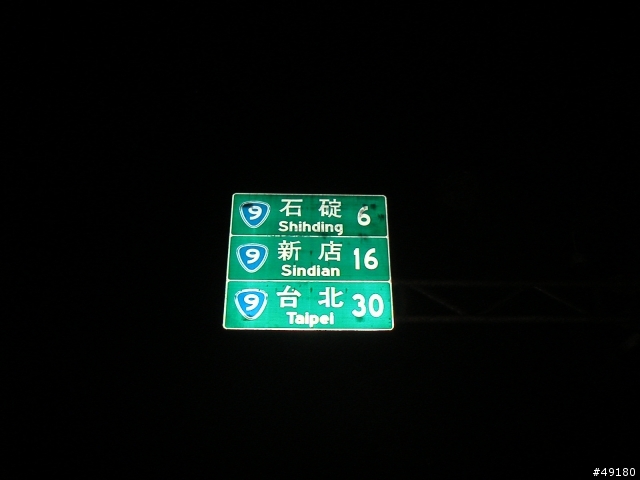 9 石碇 6
Shihding
9 新店 16
Sindian
9 台北 30
Taipei
#49180